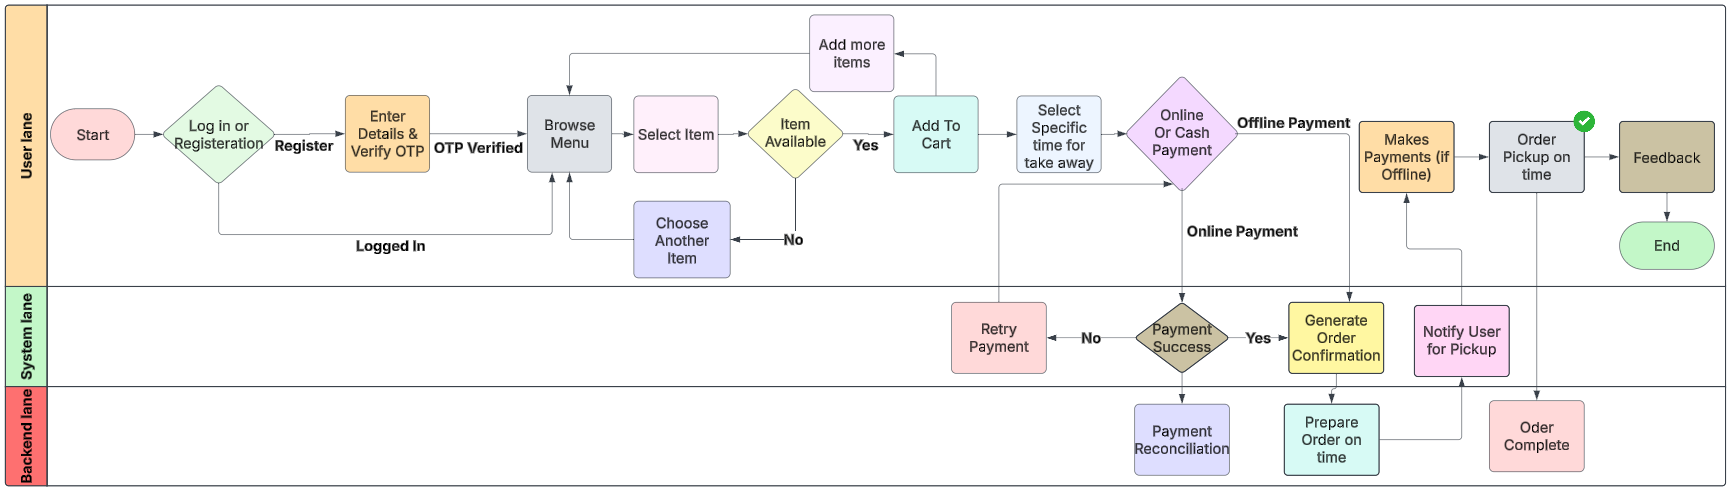 User lane
Start
Log in or
Registeration
Register
Logged In
Enter
Details &
Verify OTP
OTP Verified
Browse
Menu
Add more
items
Select Item
Choose
Another
Item
Item
Available
No
Yes
Add To
Cart
Select
Specific
time for
take away
Online
Or Cash
Payment
Offline Payment
Online Payment
Makes
Payments (if
Offline)
Order
Pickup on
time
Feedback
End
System lane
Retry
Payment
No
Payment
Success
Yes
Generate
Order
Confirmation
Notify User
for Pickup
Backend lane
Payment
Reconciliation
Prepare
Order on
time
Oder
Complete